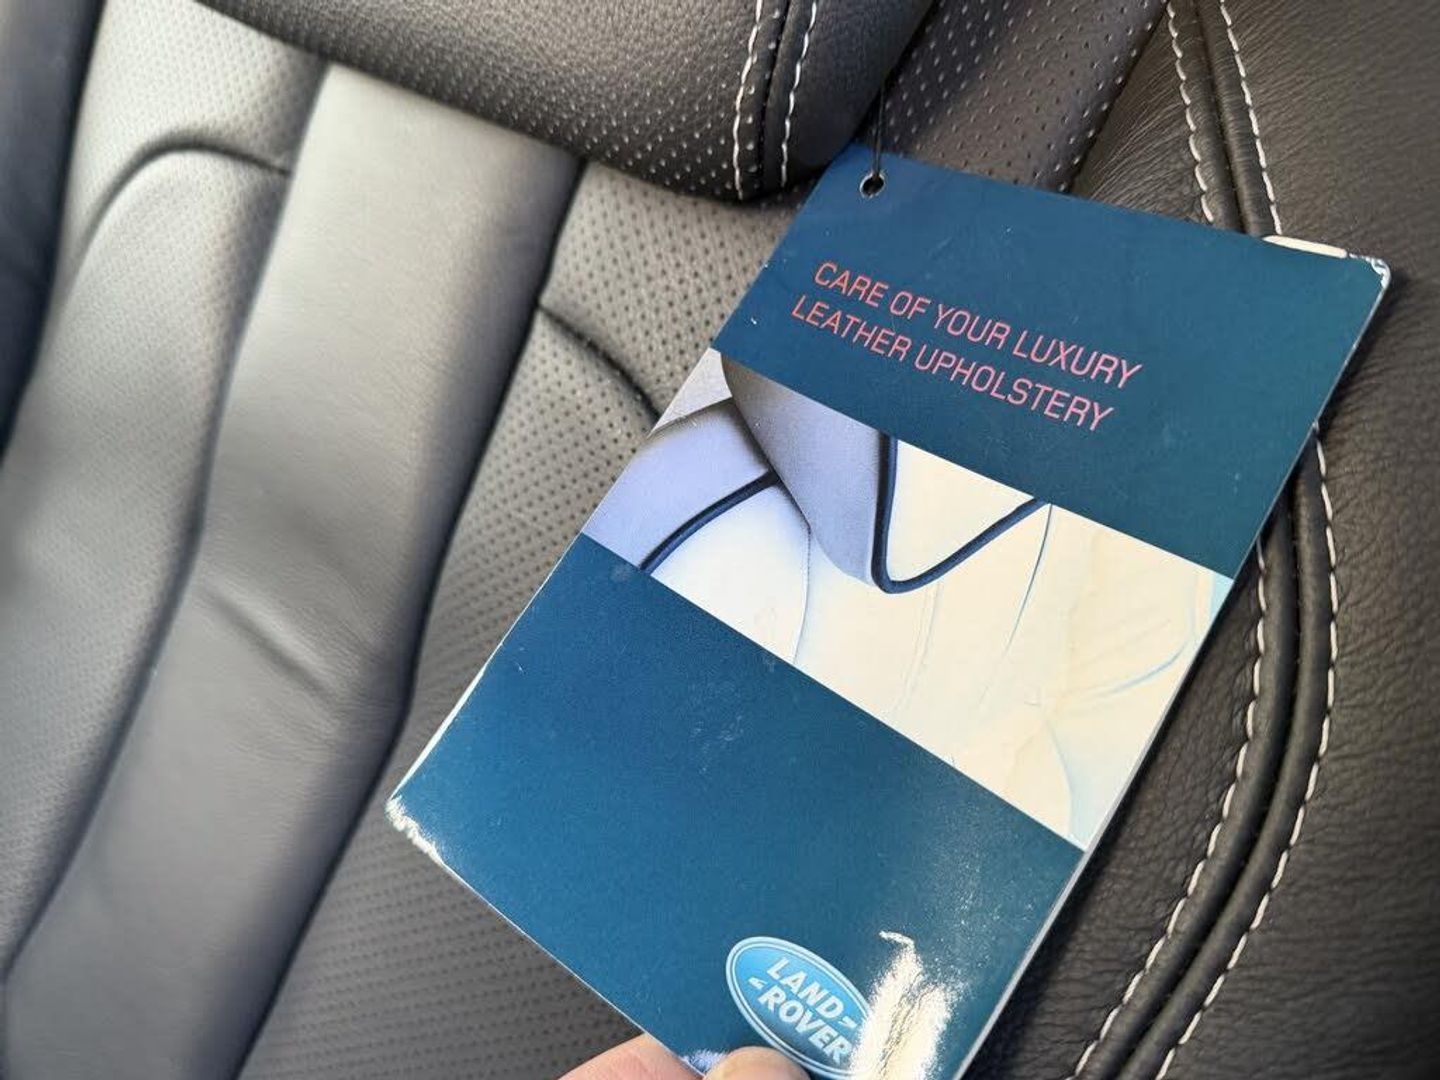 CARE OF YOUR LUXURY
LEATHER UPHOLSTERY
LAND
ROVER